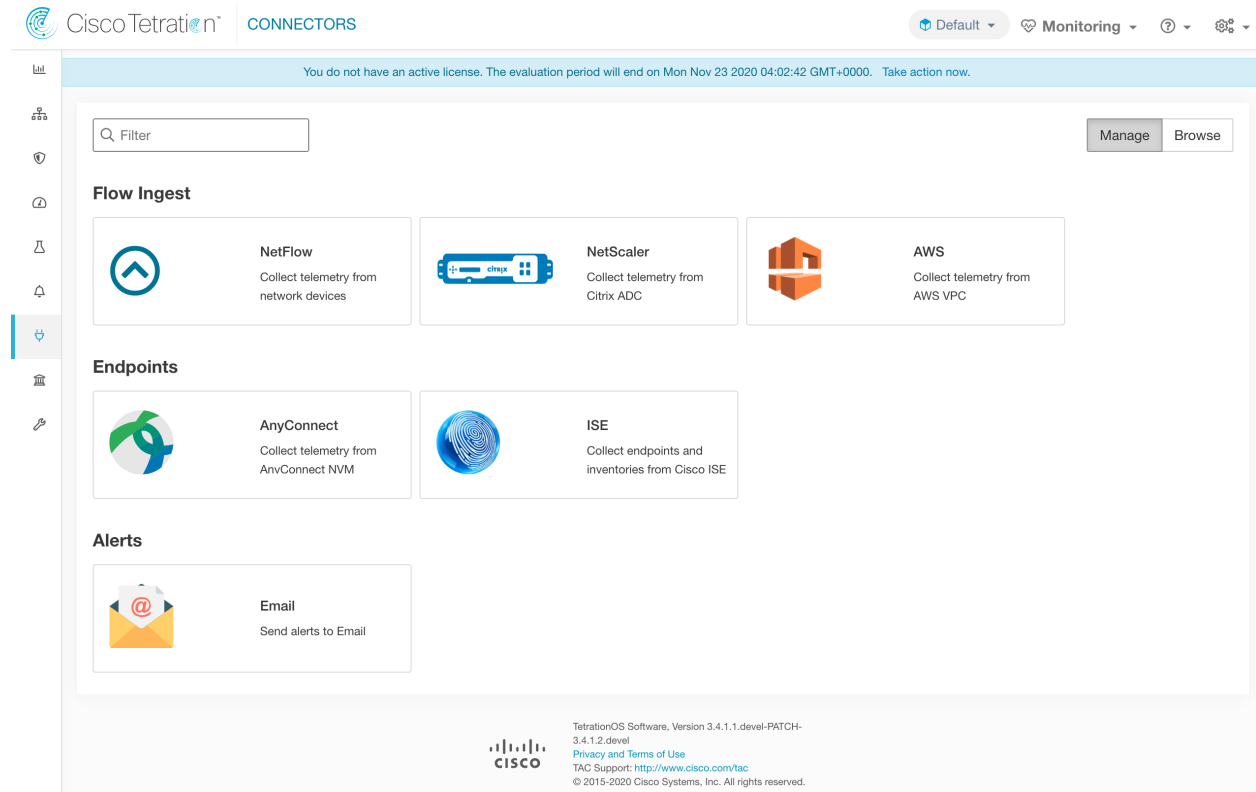 Cisco Tetration™ CONNECTORS Default Monitoring ?
You do not have an active license. The evaluation period will end on Mon Nov 23 2020 04:02:42 GMT+0000. Take action now.
Filter
Manage Browse
Flow Ingest
NetFlow
Collect telemetry from
network devices
citrix
NetScaler
Collect telemetry from
Citrix ADC
AWS
Collect telemetry from
AWS VPC
Endpoints
AnyConnect
Collect telemetry from
AnyConnect NVM
ISE
Collect endpoints and
inventories from Cisco ISE
Alerts
@
Email
Send alerts to Email
CISCO
TetrationOS Software, Version 3.4.1.1.devel-PATCH-
3.4.1.2.devel
Privacy and Terms of Use
TAC Support: http://www.cisco.com/tac
© 2015-2020 Cisco Systems, Inc. All rights reserved.